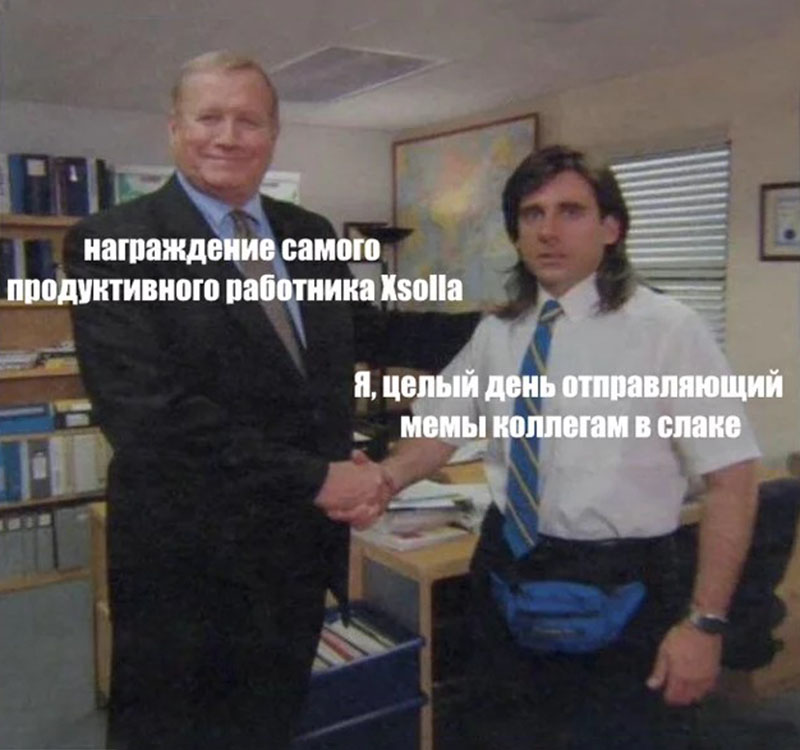 награждение самого
продуктивного работника Xsolla
Я, целый день отправляющий
мемы коллегам в слаке